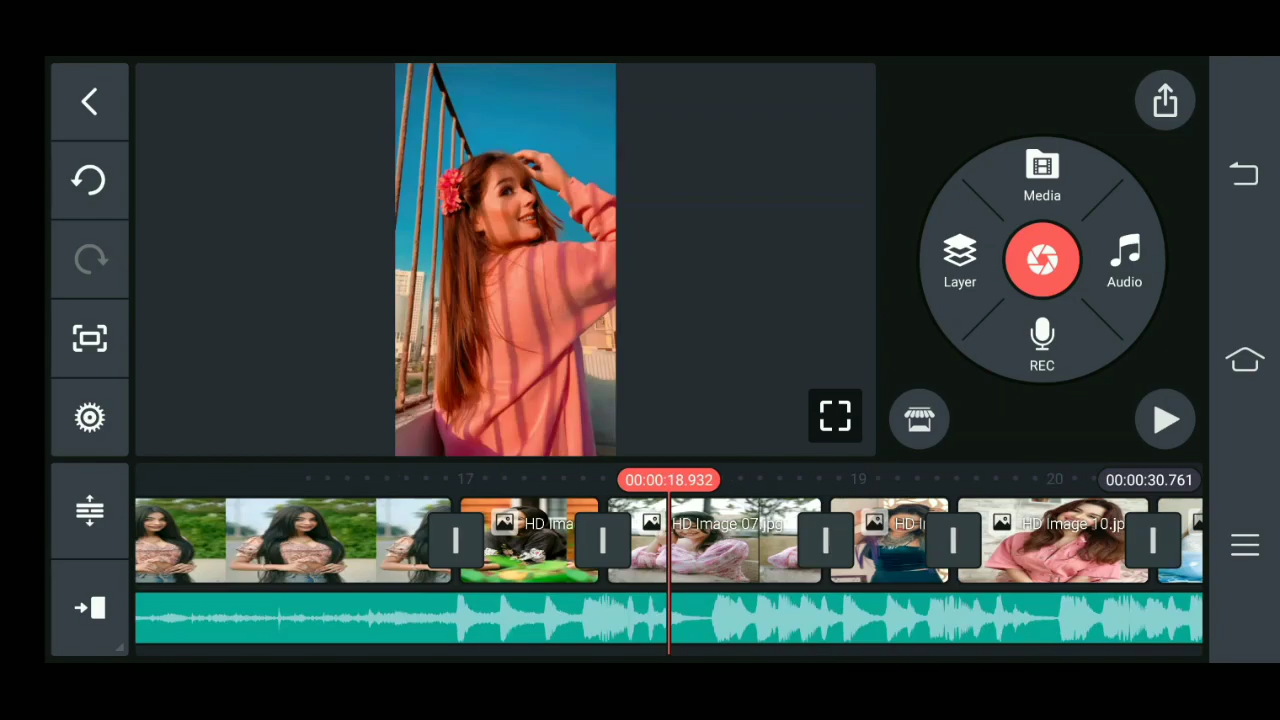 Media
Layer
Audio
REC
17
00:00:18.932
19
20
00:00:30.761
HD Ima
HD Image 07.jpg
HD I
HD Image 10.jp